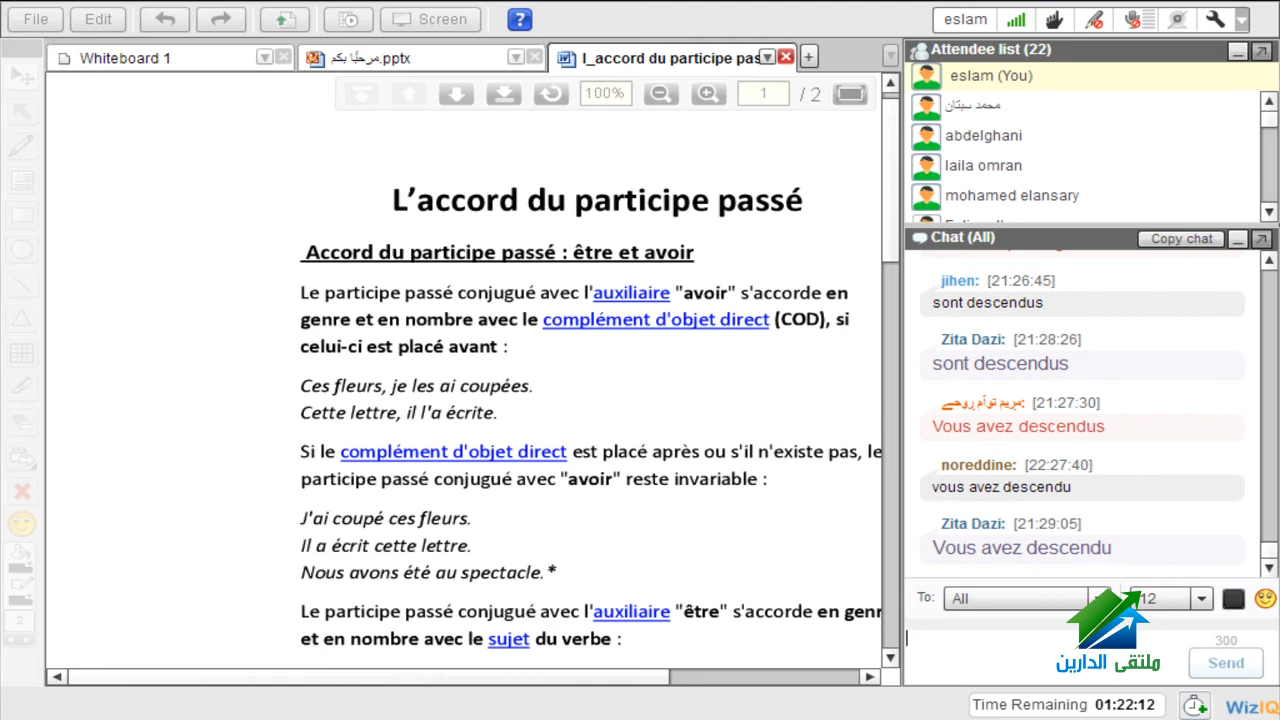 File Edit Screen ? eslam
Whiteboard 1
مرحبًا بكم.pptx
l_accord du participe pas
100% 1 / 2
L’accord du participe passé
Accord du participe passé : être et avoir
Le participe passé conjugué avec l'auxiliaire "avoir" s'accorde en
genre et en nombre avec le complément d'objet direct (COD), si
celui-ci est placé avant :
Ces fleurs, je les ai coupées.
Cette lettre, il l'a écrite.
Si le complément d'objet direct est placé après ou s'il n'existe pas, le
participe passé conjugué avec "avoir" reste invariable :
J'ai coupé ces fleurs.
Il a écrit cette lettre.
Nous avons été au spectacle.*
Le participe passé conjugué avec l'auxiliaire "être" s'accorde en genr
et en nombre avec le sujet du verbe :
2
Attendee list (22)
eslam (You)
محمد سبتان
abdelghani
laila omran
mohamed elansary
Chat (All) Copy chat
jihen: [21:26:45]
sont descendus
Zita Dazi: [21:28:26]
sont descendus
مريم توأم روحي: [21:27:30]
Vous avez descendus
noreddine: [22:27:40]
vous avez descendu
Zita Dazi: [21:29:05]
Vous avez descendu
To: All 12
300
Send
ملتقى الدارين
Time Remaining 01:22:12
WizIQ